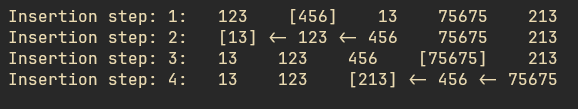 Insertion step: 1:   123    [456]    13    75675    213
Insertion step: 2:   [13] ← 123 ← 456    75675    213
Insertion step: 3:   13    123    456    [75675]    213
Insertion step: 4:   13    123    [213] ← 456 ← 75675